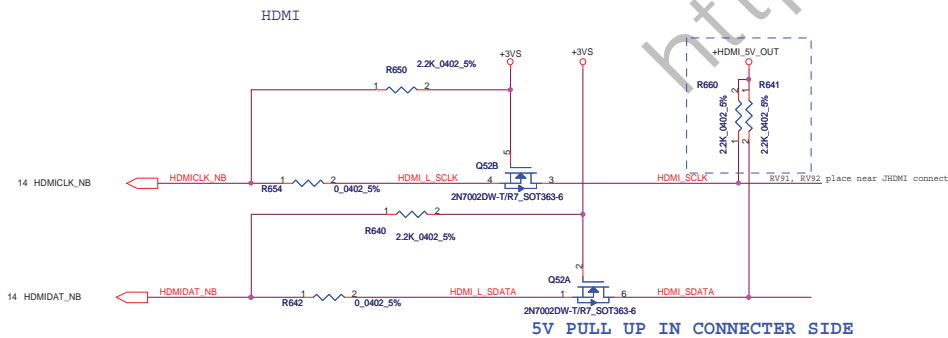 HDMI
http
+3VS
+3VS
+HDMI_5V_OUT
R650
2.2K_0402_5%
1
2
R660
R641
2
1
2.2K_0402_5%
2.2K_0402_5%
1
2
5
Q52B
14 HDMICLK_NB
HDMICLK_NB
1
2
R654
0_0402_5%
HDMI_L_SCLK
4
3
HDMI_SCLK
RV91, RV92 place near JHDMI connect
2N7002DW-T/R7_SOT363-6
1
2
R640
2.2K_0402_5%
2
Q52A
14 HDMIDAT_NB
HDMIDAT_NB
1
2
R642
0_0402_5%
HDMI_L_SDATA
1
6
HDMI_SDATA
2N7002DW-T/R7_SOT363-6
5V PULL UP IN CONNECTER SIDE